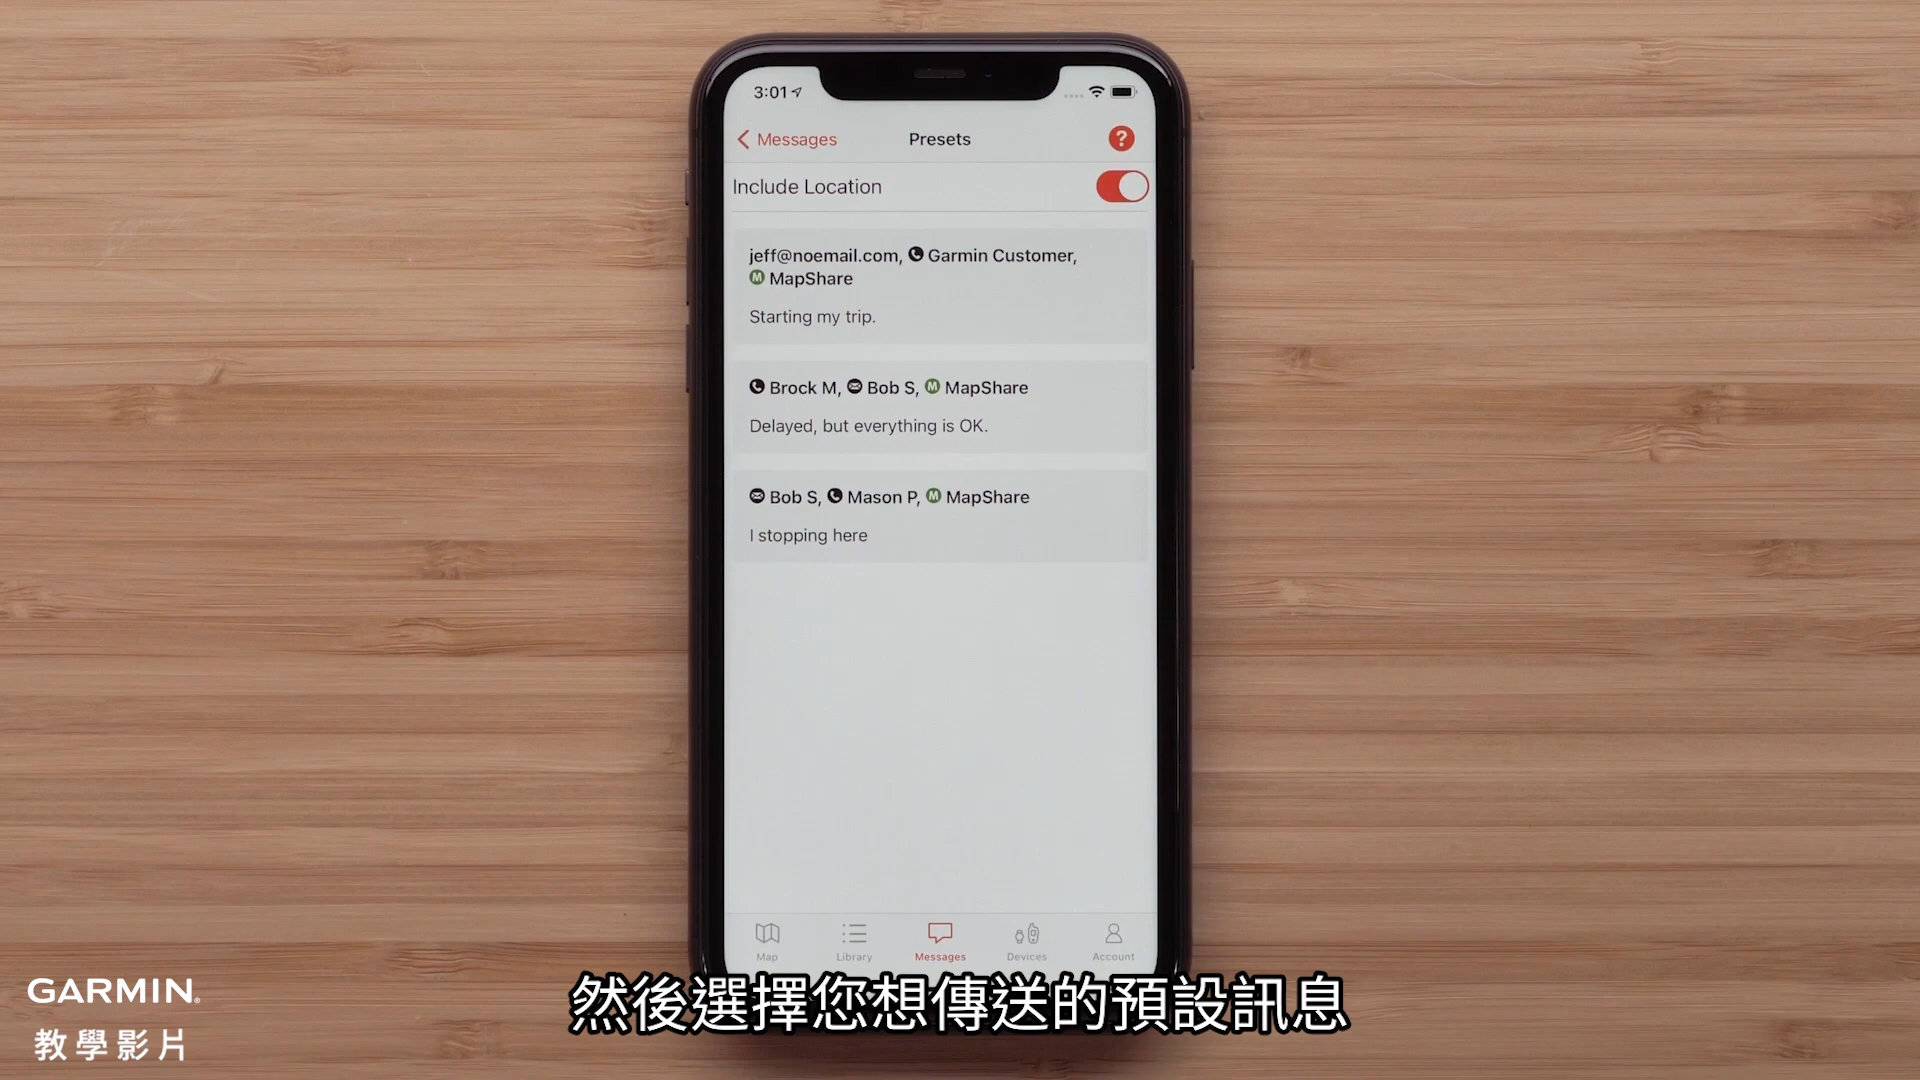 3:01
Messages
Presets
?
Include Location
jeff@noemail.com, Garmin Customer,
M MapShare
Starting my trip.
Brock M, Bob S, M MapShare
Delayed, but everything is OK.
Bob S, Mason P, M MapShare
I stopping here
Map
Library
Messages
Devices
Account
然後選擇您想傳送的預設訊息
GARMIN®
教學影片